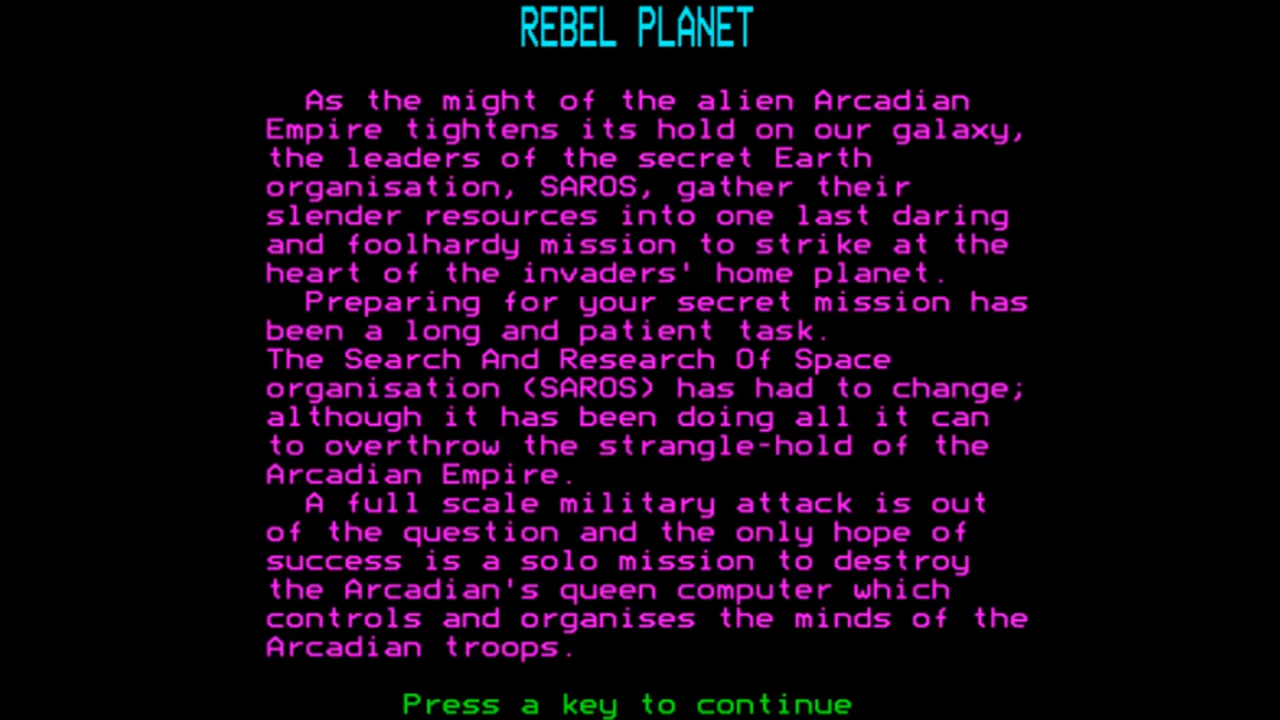 REBEL PLANET
As the might of the alien Arcadian
Empire tightens its hold on our galaxy,
the leaders of the secret Earth
organisation, SAROS, gather their
slender resources into one last daring
and foolhardy mission to strike at the
heart of the invaders' home planet.
Preparing for your secret mission has
been a long and patient task.
The Search And Research Of Space
organisation (SAROS) has had to change;
although it has been doing all it can
to overthrow the strangle-hold of the
Arcadian Empire.
A full scale military attack is out
of the question and the only hope of
success is a solo mission to destroy
the Arcadian's queen computer which
controls and organises the minds of the
Arcadian troops.
Press a key to continue